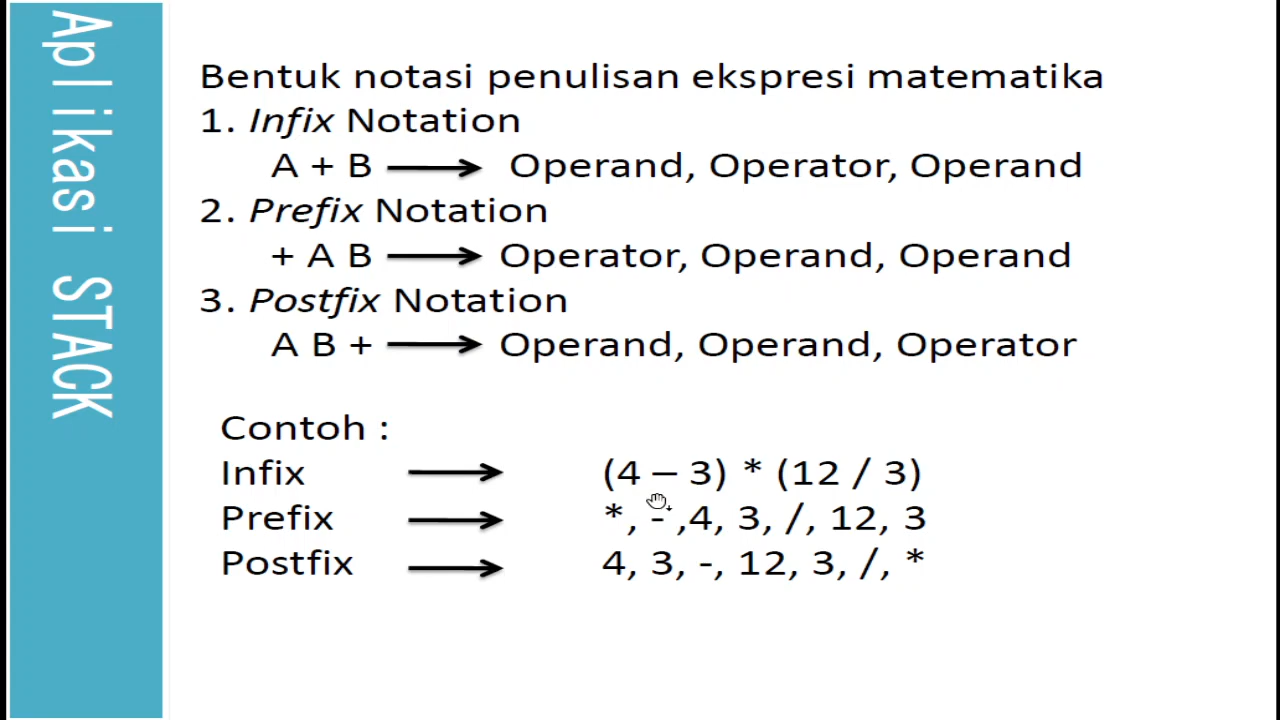 Aplikasi STACK
Bentuk notasi penulisan ekspresi matematika
1. Infix Notation
A + B → Operand, Operator, Operand
2. Prefix Notation
+ A B → Operator, Operand, Operand
3. Postfix Notation
A B + → Operand, Operand, Operator
Contoh :
Infix → (4 – 3) * (12 / 3)
Prefix → *, - ,4, 3, /, 12, 3
Postfix → 4, 3, -, 12, 3, /, *